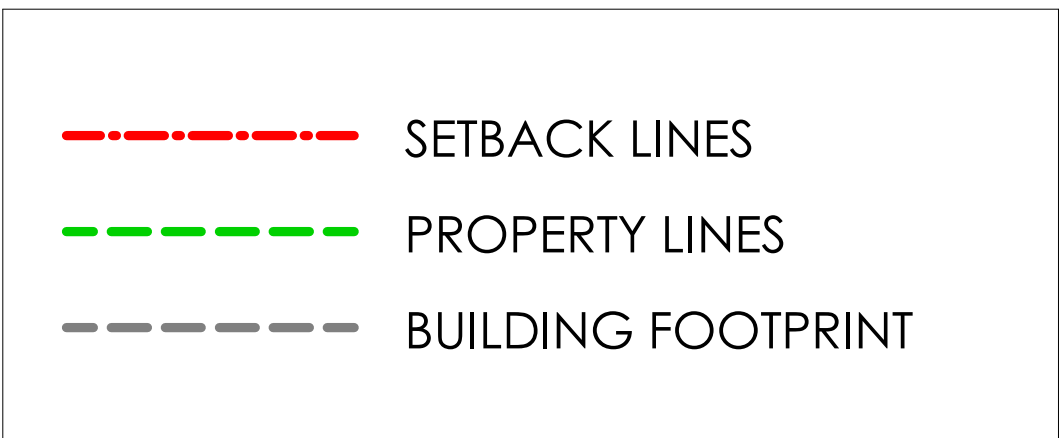 SETBACK LINES
PROPERTY LINES
BUILDING FOOTPRINT